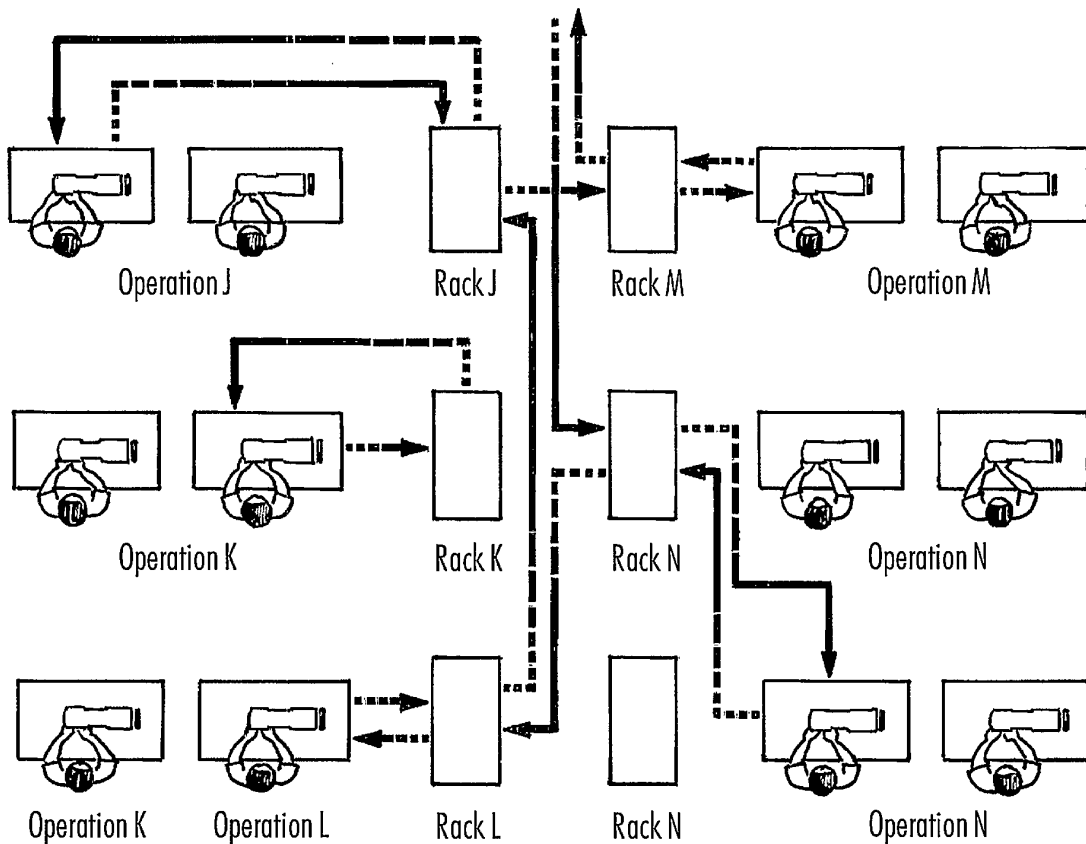 Operation J
Rack J
Rack M
Operation M
Operation K
Rack K
Rack N
Operation N
Operation K
Operation L
Rack L
Rack N
Operation N